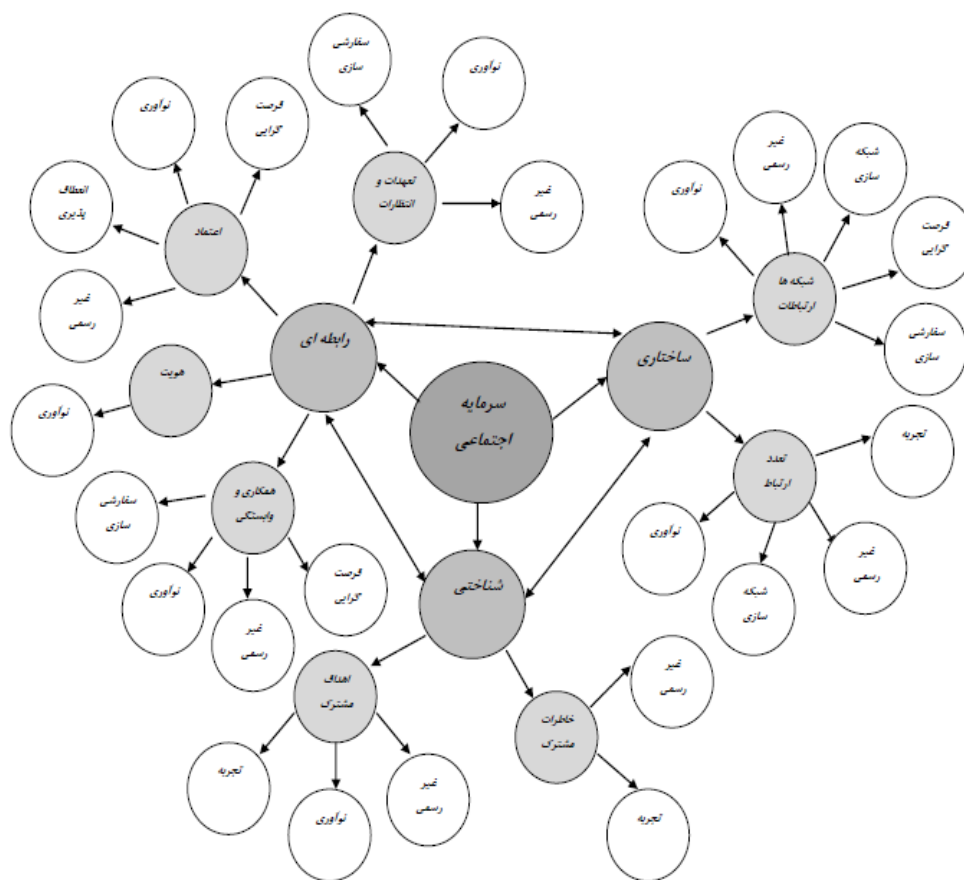 سفارشی
سازی
نوآوری
نوآوری
فرصت
گرایی
تعهدات و
انتظارات
غیر
رسمی
شبکه
سازی
نوآوری
غیر
رسمی
انعطاف
پذیری
اعتماد
فرصت
گرایی
شبکه ها
ارتباطات
غیر
رسمی
سفارشی
سازی
رابطه ای
ساختاری
هویت
نوآوری
سرمایه
اجتماعی
تجربه
تعدد
ارتباط
همکاری و
وابستگی
سفارشی
سازی
نوآوری
غیر
رسمی
شناختی
فرصت
گرایی
نوآوری
شبکه
سازی
غیر
رسمی
اهداف
مشترک
غیر
رسمی
خاطرات
مشترک
تجربه
غیر
رسمی
نوآوری
تجربه